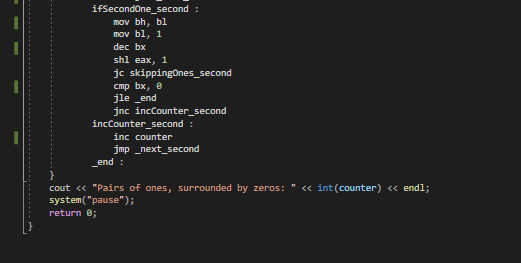 ifSecondOne_second :
mov bh, bl
mov bl, 1
dec bx
shl eax, 1
jc skippingOnes_second
cmp bx, 0
jle _end
jnc incCounter_second
incCounter_second :
inc counter
jmp _next_second
_end :
}
cout << "Pairs of ones, surrounded by zeros: " << int(counter) << endl;
system("pause");
return 0;
}